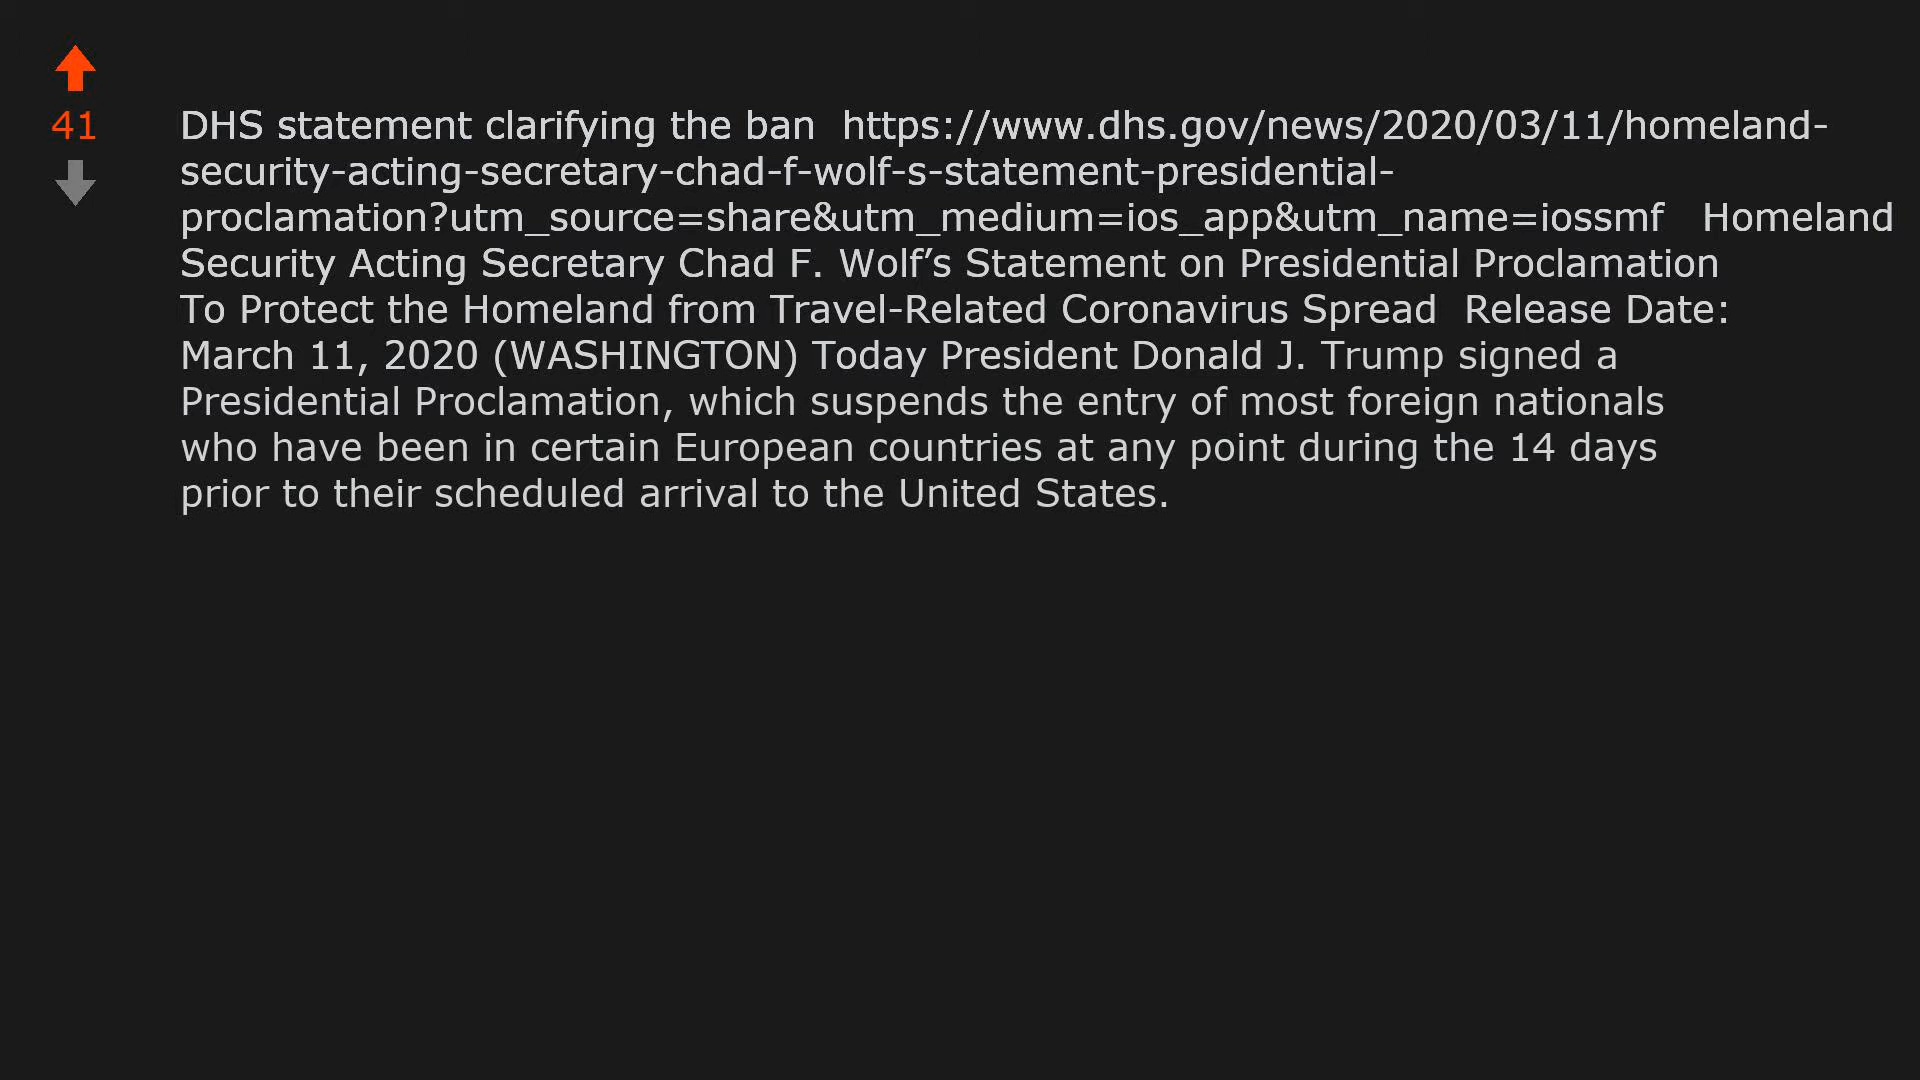 41
DHS statement clarifying the ban  https://www.dhs.gov/news/2020/03/11/homeland-
security-acting-secretary-chad-f-wolf-s-statement-presidential-
proclamation?utm_source=share&utm_medium=ios_app&utm_name=iossmf   Homeland
Security Acting Secretary Chad F. Wolf’s Statement on Presidential Proclamation
To Protect the Homeland from Travel-Related Coronavirus Spread  Release Date:
March 11, 2020 (WASHINGTON) Today President Donald J. Trump signed a
Presidential Proclamation, which suspends the entry of most foreign nationals
who have been in certain European countries at any point during the 14 days
prior to their scheduled arrival to the United States.